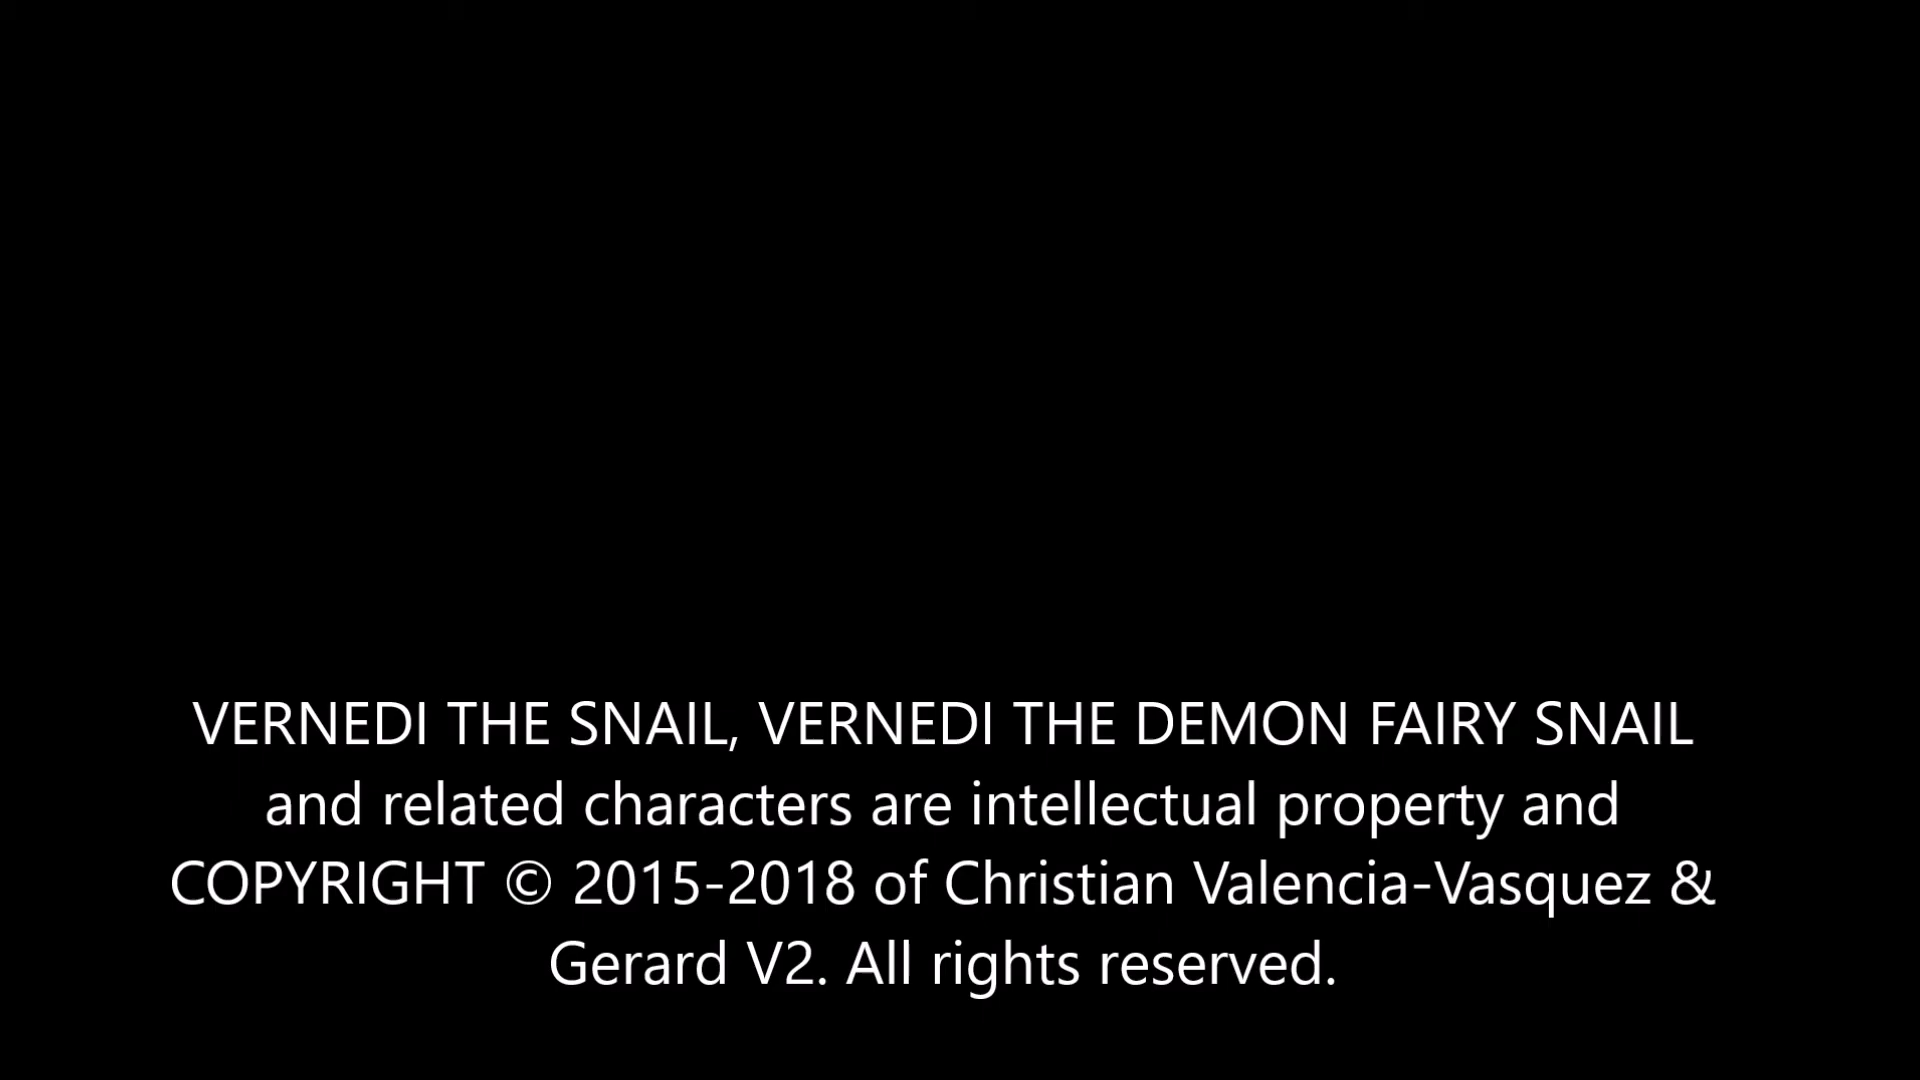 VERNEDI THE SNAIL, VERNEDI THE DEMON FAIRY SNAIL
and related characters are intellectual property and
COPYRIGHT © 2015-2018 of Christian Valencia-Vasquez &
Gerard V2. All rights reserved.